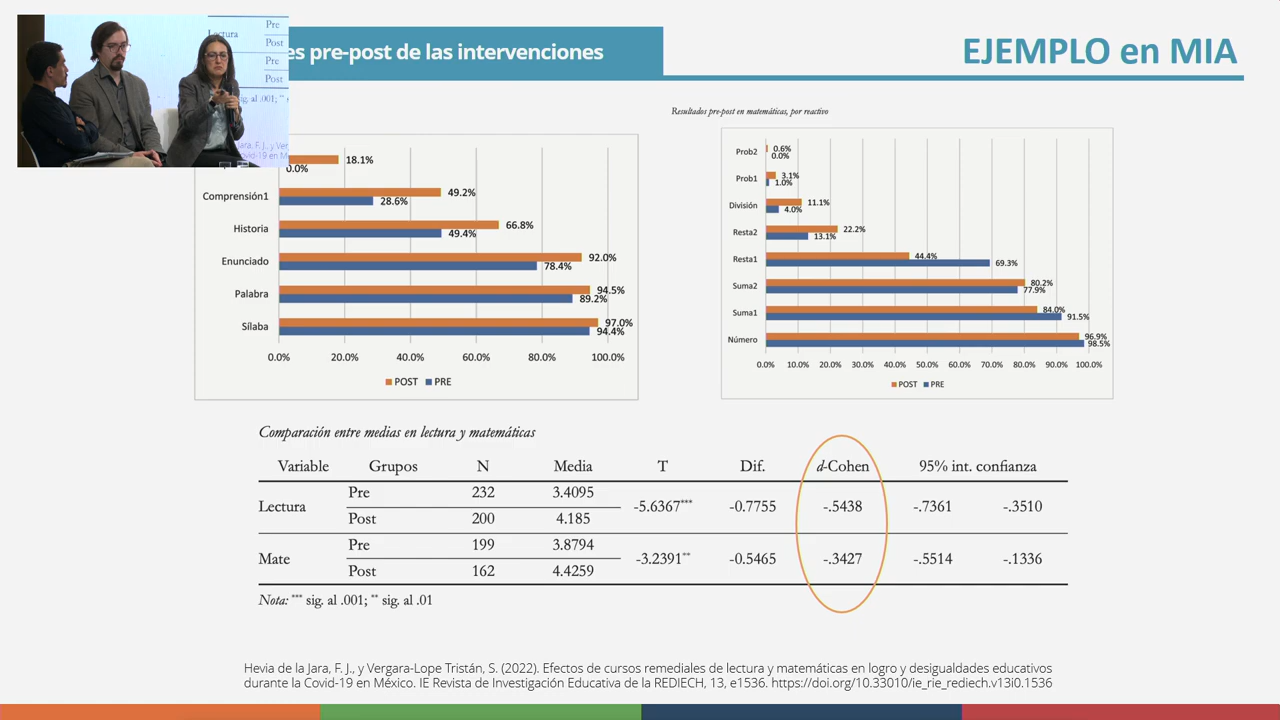 es pre-post de las intervenciones
EJEMPLO en MIA
Resultados pre-post en matemáticas, por reactivo
18.1%
0.0%
Comprensión1 49.2%
28.6%
Historia 66.8%
49.4%
Enunciado 92.0%
78.4%
Palabra 94.5%
89.2%
Sílaba 97.0%
94.4%
0.0% 20.0% 40.0% 60.0% 80.0% 100.0%
POST PRE
Prob2 0.6%
0.0%
Prob1 3.1%
1.0%
División 11.1%
4.0%
Resta2 22.2%
13.1%
Resta1 44.4%
69.3%
Suma2 80.2%
77.9%
Suma1 84.0%
91.5%
Número 96.9%
98.5%
0.0% 10.0% 20.0% 30.0% 40.0% 50.0% 60.0% 70.0% 80.0% 90.0% 100.0%
POST PRE
Comparación entre medias en lectura y matemáticas
Variable Grupos N Media T Dif. d-Cohen 95% int. confianza
Lectura Pre 232 3.4095 -5.6367*** -0.7755 -.5438 -.7361 -.3510
Post 200 4.185
Mate Pre 199 3.8794 -3.2391** -0.5465 -.3427 -.5514 -.1336
Post 162 4.4259
Nota: *** sig. al .001; ** sig. al .01
Hevia de la Jara, F. J., y Vergara-Lope Tristán, S. (2022). Efectos de cursos remediales de lectura y matemáticas en logro y desigualdades educativos
durante la Covid-19 en México. IE Revista de Investigación Educativa de la REDIECH, 13, e1536. https://doi.org/10.33010/ie_rie_rediech.v13i0.1536
Pre
Post
Pre
Post